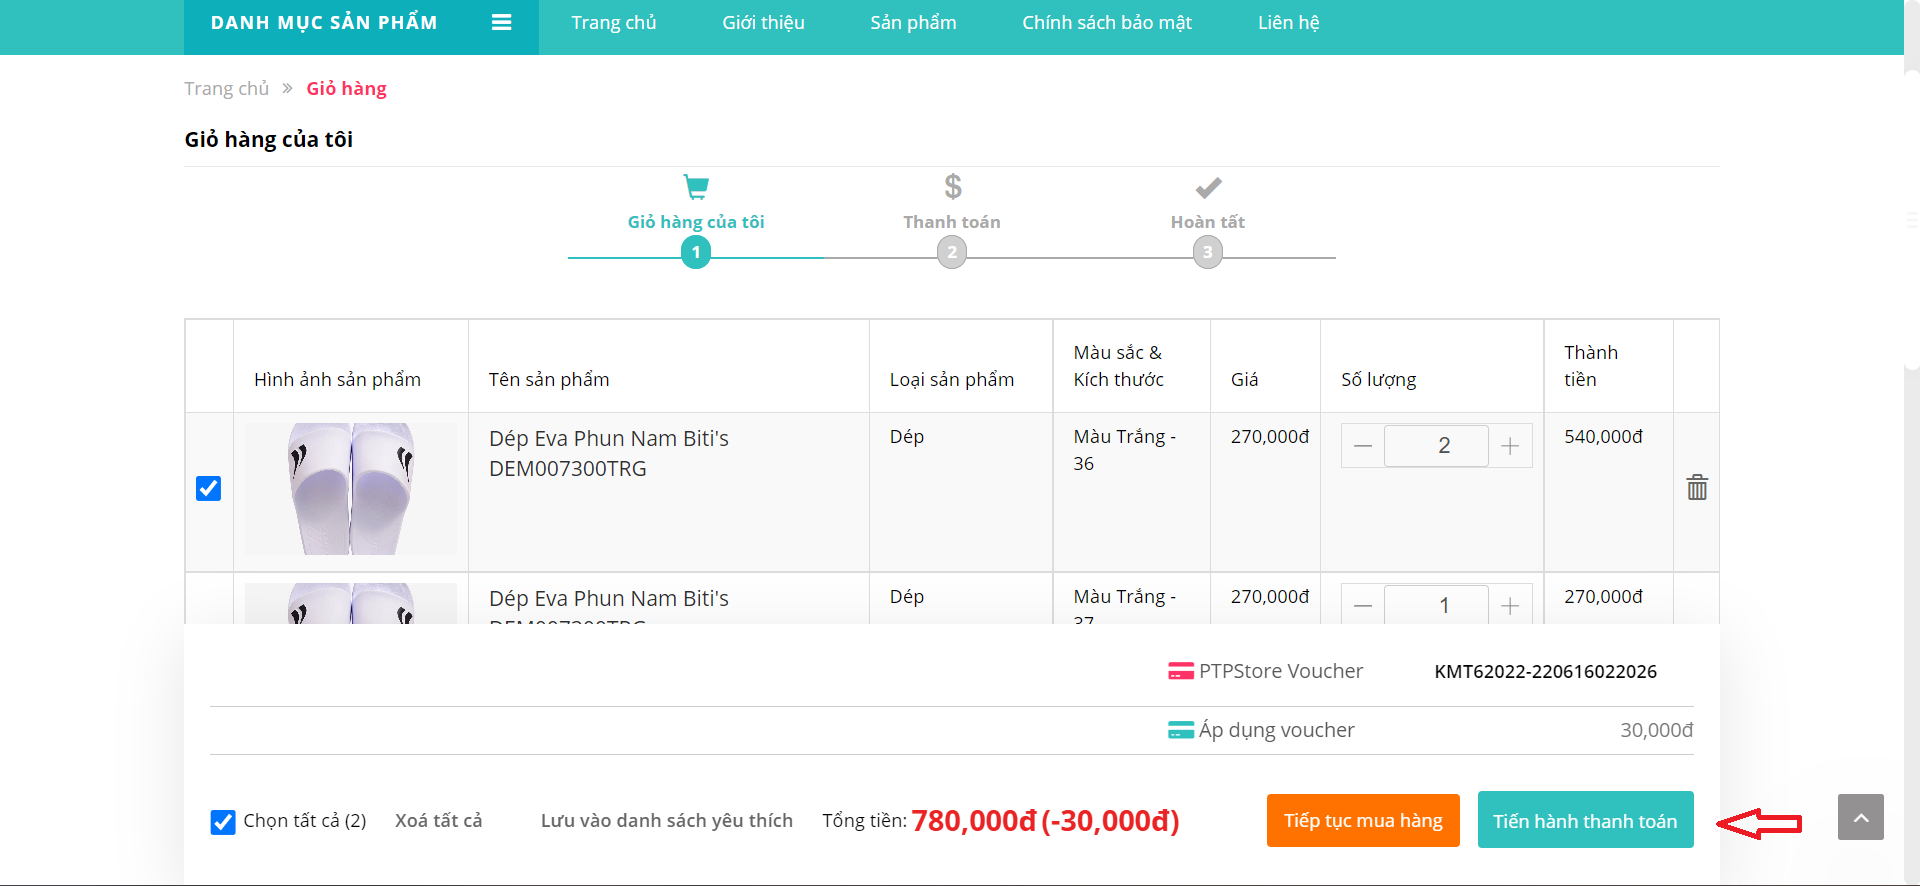 DANH MỤC SẢN PHẨM
Trang chủ
Giới thiệu
Sản phẩm
Chính sách bảo mật
Liên hệ
Trang chủ » Giỏ hàng
Giỏ hàng của tôi
Giỏ hàng của tôi
Thanh toán
Hoàn tất
1
2
3
Hình ảnh sản phẩm
Tên sản phẩm
Loại sản phẩm
Màu sắc &
Kích thước
Giá
Số lượng
Thành
tiền
Dép Eva Phun Nam Biti's
DEM007300TRG
Dép
Màu Trắng -
36
270,000đ
2
540,000đ
Dép Eva Phun Nam Biti's
DEM007300TRG
Dép
Màu Trắng -
37
270,000đ
1
270,000đ
PTPStore Voucher
KMT62022-220616022026
Áp dụng voucher
30,000đ
Chọn tất cả (2)
Xoá tất cả
Lưu vào danh sách yêu thích
Tổng tiền: 780,000đ (-30,000đ)
Tiếp tục mua hàng
Tiến hành thanh toán